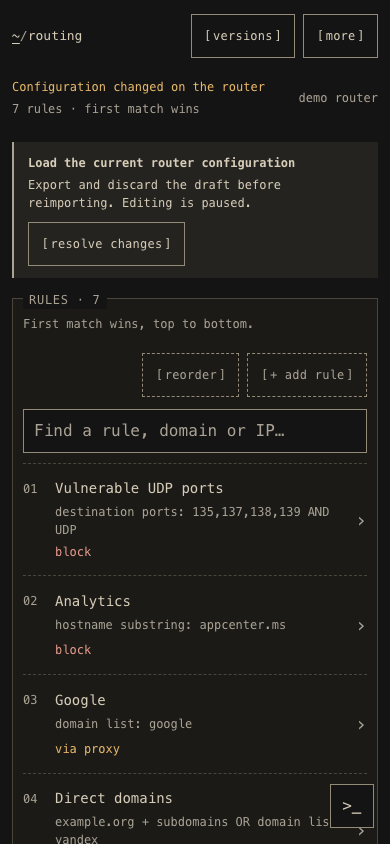 ~/routing
[versions]
[more]
Configuration changed on the router
7 rules · first match wins
demo router
Load the current router configuration
Export and discard the draft before
reimporting. Editing is paused.
[resolve changes]
RULES · 7
First match wins, top to bottom.
[reorder]
[+ add rule]
Find a rule, domain or IP…
01 Vulnerable UDP ports
destination ports: 135,137,138,139 AND
UDP
block
02 Analytics
hostname substring: appcenter.ms
block
03 Google
domain list: google
via proxy
04 Direct domains
example.org + subdomains OR domain lis
yandex
>_